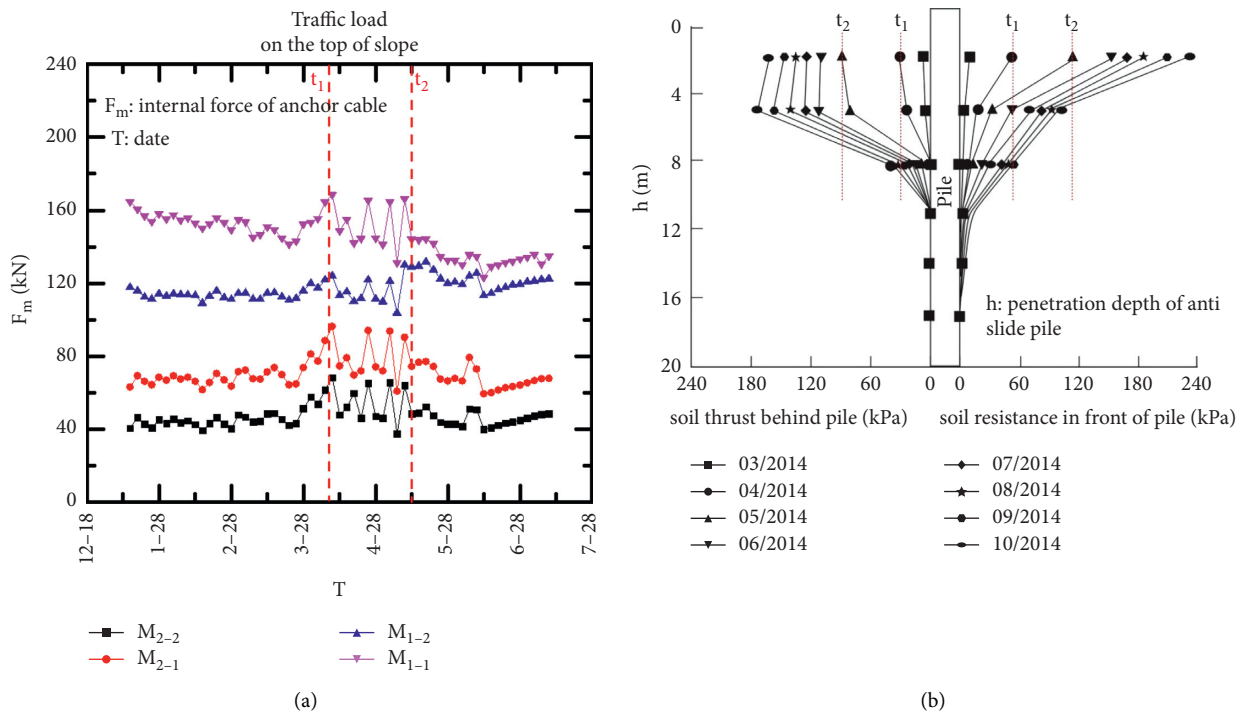 Traffic load
on the top of slope
t1 t2
240
200
160
120
80
40
0
Fm (kN)
Fm: internal force of anchor cable
T: date
12–18 1–28 2–28 3–28 4–28 5–28 6–28 7–28
T
M2–2 M1–2
M2–1 M1–1
(a)
t2 t1 t1 t2
0
4
8
12
16
20
h (m)
Pile
h: penetration depth of anti
slide pile
240 180 120 60 0 0 60 120 180 240
soil thrust behind pile (kPa) soil resistance in front of pile (kPa)
03/2014 07/2014
04/2014 08/2014
05/2014 09/2014
06/2014 10/2014
(b)